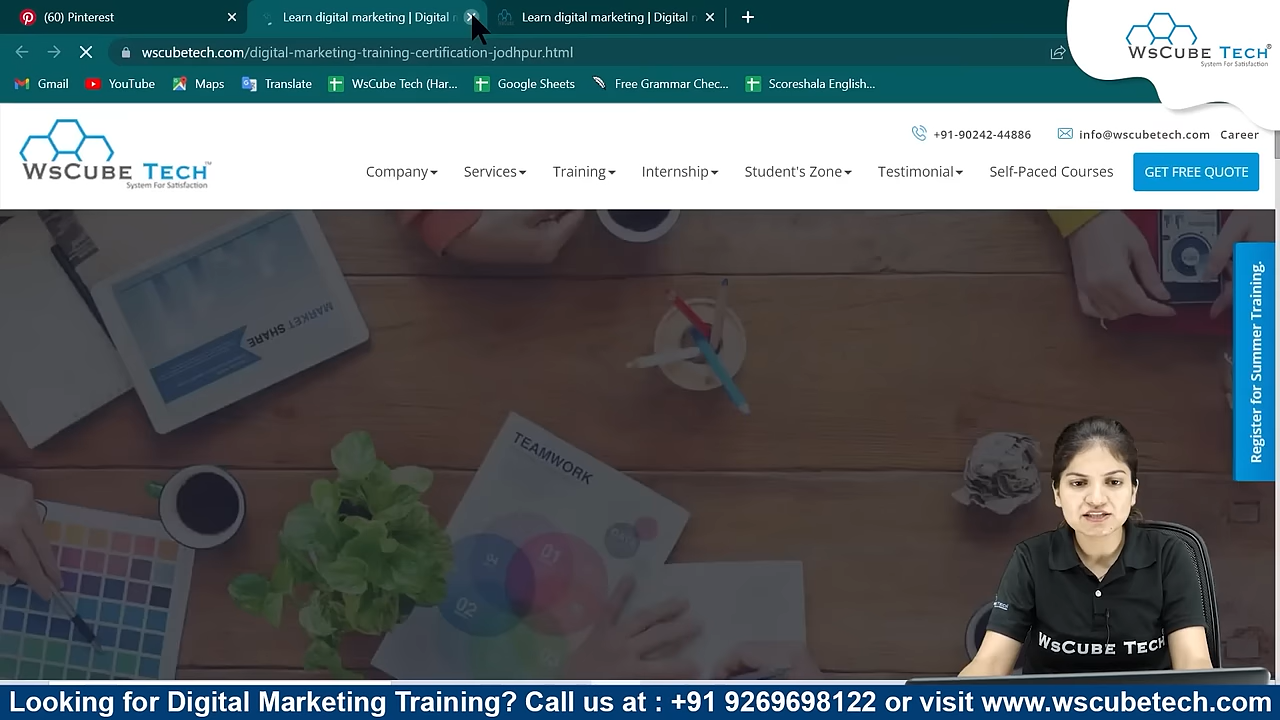 (60) Pinterest
Learn digital marketing | Digital
Learn digital marketing | Digital
wscubetech.com/digital-marketing-training-certification-jodhpur.html
WSCUBE TECH
System For Satisfaction
Gmail
YouTube
Maps
Translate
WsCube Tech (Har...
Google Sheets
Free Grammar Chec...
Scoreshala English...
WSCUBE TECH™
System For Satisfaction
+91-90242-44886
info@wscubetech.com
Career
Company
Services
Training
Internship
Student's Zone
Testimonial
Self-Paced Courses
GET FREE QUOTE
MARKET SHARE
Register for Summer Training.
TEAMWORK
01
04
02
WSCUBE TECH
Looking for Digital Marketing Training? Call us at : +91 9269698122 or visit www.wscubetech.com